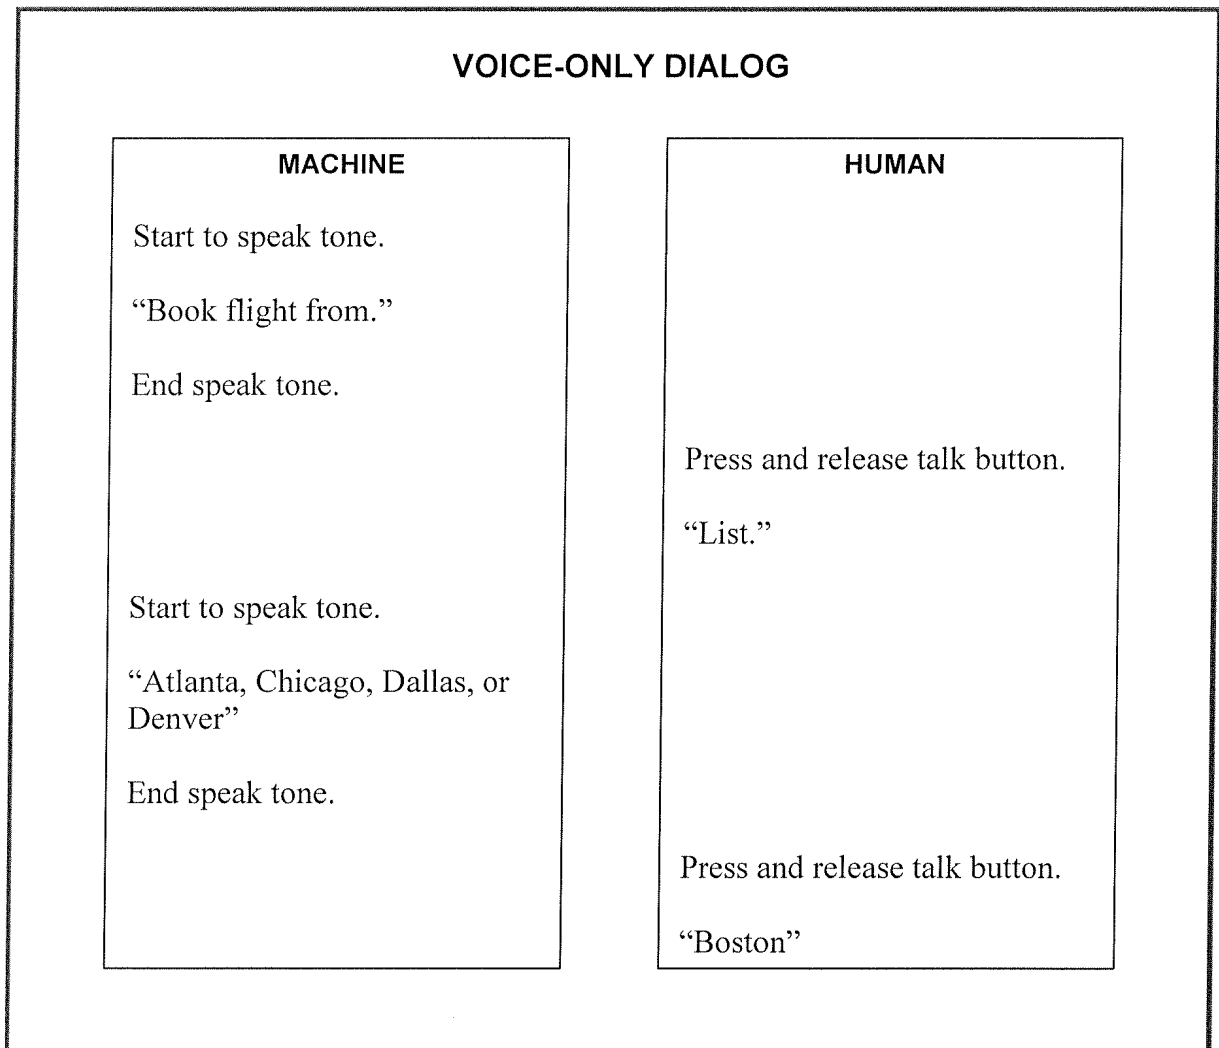 VOICE-ONLY DIALOG
MACHINE
Start to speak tone.
“Book flight from.”
End speak tone.
Start to speak tone.
“Atlanta, Chicago, Dallas, or
Denver”
End speak tone.
HUMAN
Press and release talk button.
“List.”
Press and release talk button.
“Boston”